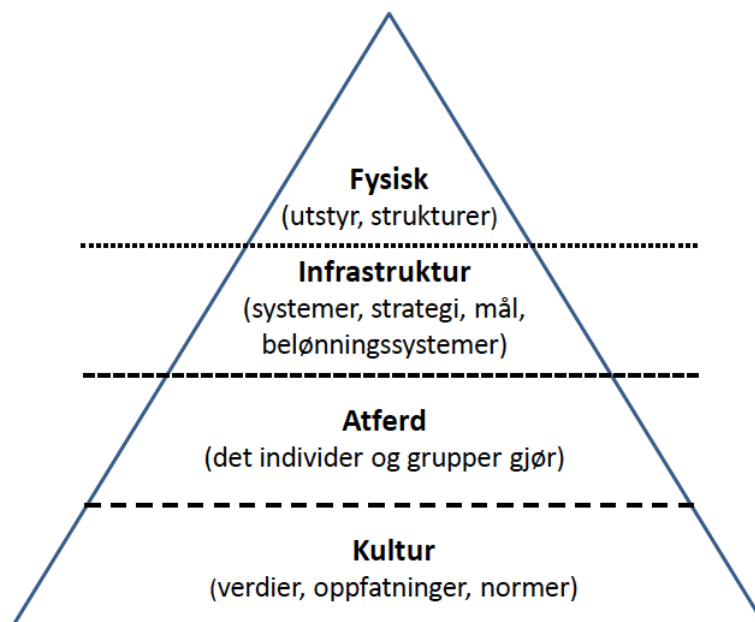 Fysisk
(utstyr, strukturer)
Infrastruktur
(systemer, strategi, mål,
belønningssystemer)
Atferd
(det individer og grupper gjør)
Kultur
(verdier, oppfatninger, normer)